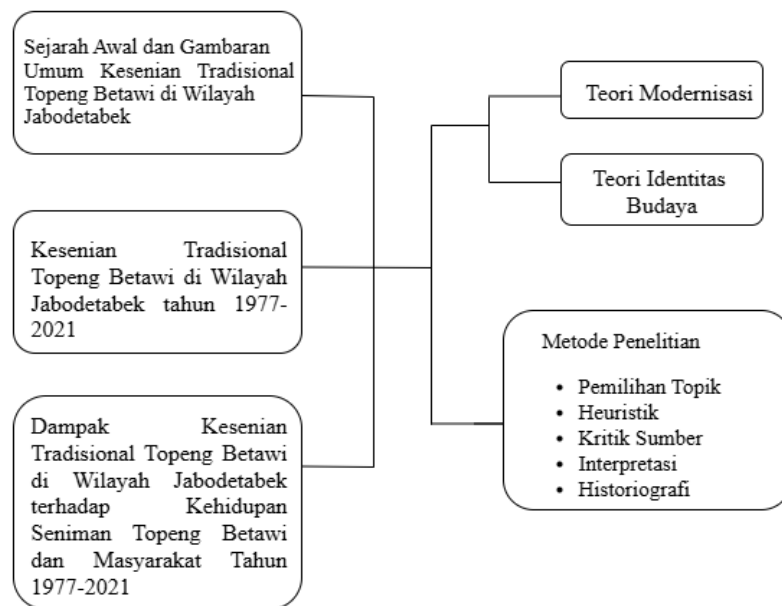 Sejarah Awal dan Gambaran
Umum Kesenian Tradisional
Topeng Betawi di Wilayah
Jabodetabek
Kesenian Tradisional
Topeng Betawi di Wilayah
Jabodetabek tahun 1977-
2021
Dampak Kesenian
Tradisional Topeng Betawi
di Wilayah Jabodetabek
terhadap Kehidupan
Seniman Topeng Betawi
dan Masyarakat Tahun
1977-2021
Teori Modernisasi
Teori Identitas
Budaya
Metode Penelitian
• Pemilihan Topik
• Heuristik
• Kritik Sumber
• Interpretasi
• Historiografi